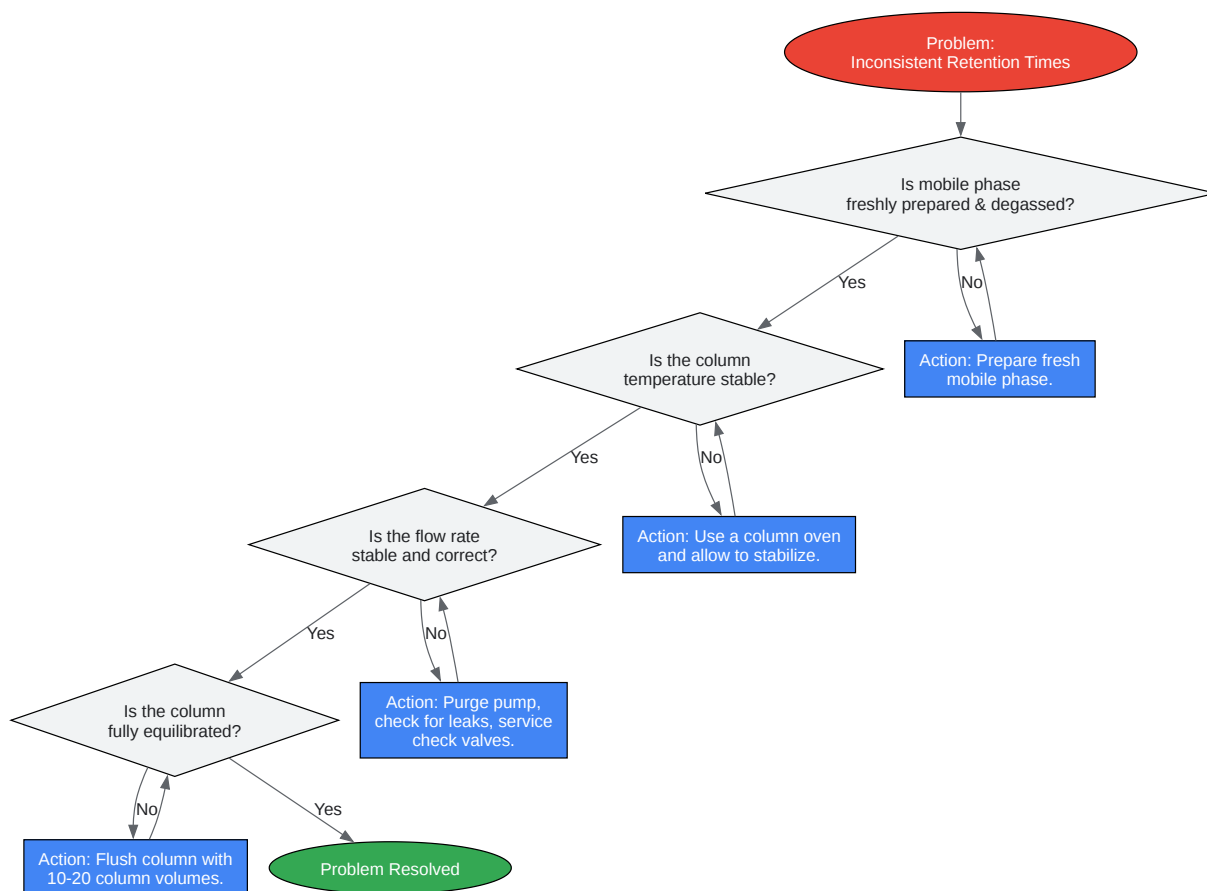 Problem:
Inconsistent Retention Times
Is mobile phase
freshly prepared & degassed?
Yes
No
Action: Prepare fresh
mobile phase.
Is the column
temperature stable?
Yes
No
Action: Use a column oven
and allow to stabilize.
Is the flow rate
stable and correct?
Yes
No
Action: Purge pump,
check for leaks, service
check valves.
Is the column
fully equilibrated?
No
Yes
Action: Flush column with
10-20 column volumes.
Problem Resolved